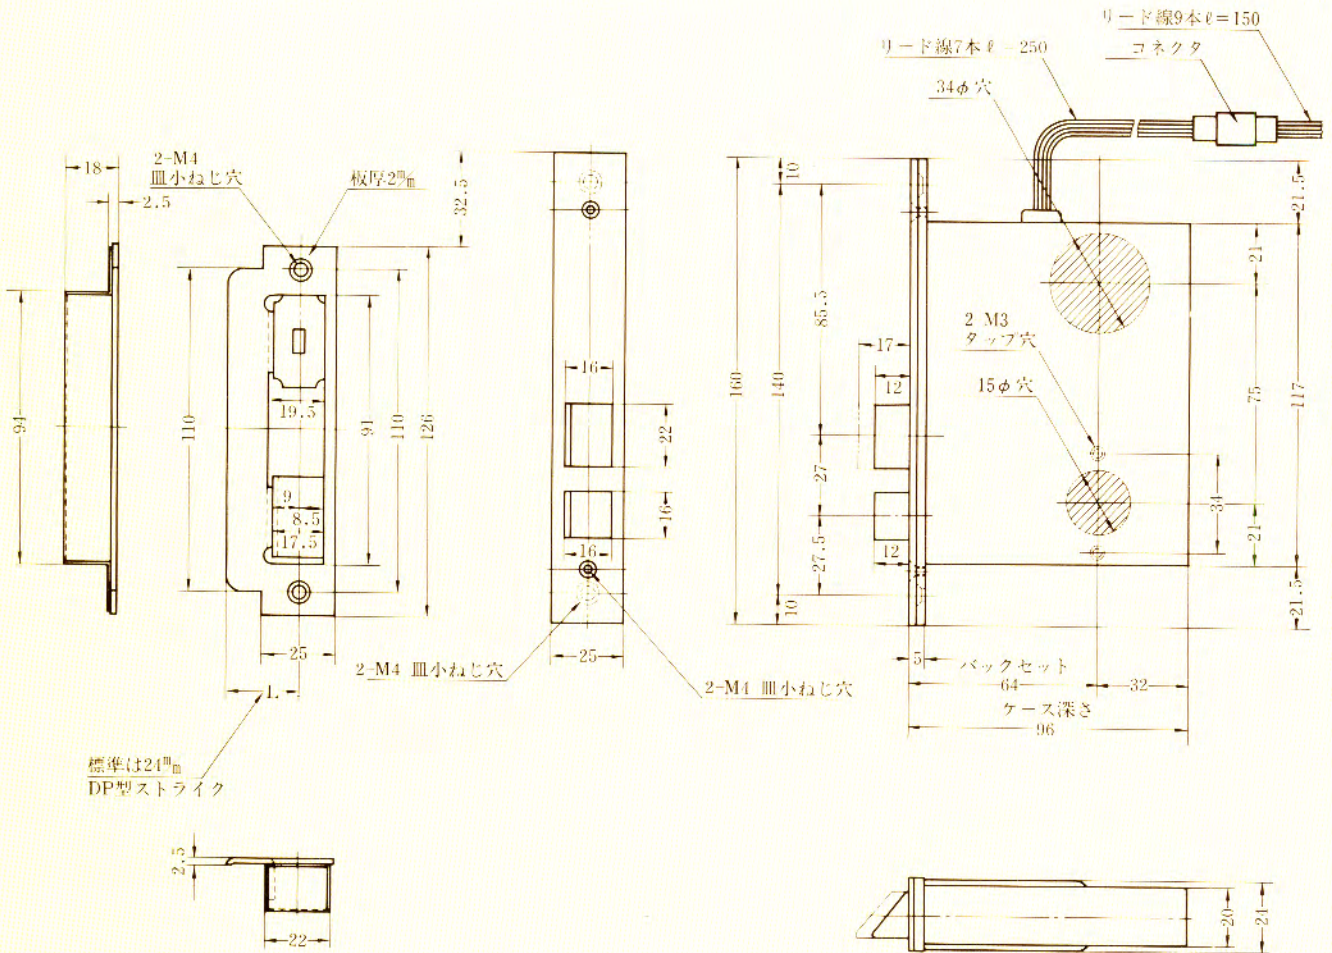 リード線9本ℓ=150
リード線7本ℓ=250
コネクタ
34φ穴
18
2-M4
皿小ねじ穴
板厚2㎜
2.5
32.5
10
21.5
21
94
110
19.5
91
110
126
9
8.5
17.5
25
L
標準は24㎜
DP型ストライク
16
22
16
16
25
2-M4 皿小ねじ穴
2-M4 皿小ねじ穴
160
140
85.5
27
27.5
10
17
12
12
2 M3
タップ穴
15φ穴
75
117
34
21
21.5
5
バックセット
64
32
ケース深さ
96
2.5
22
20
24